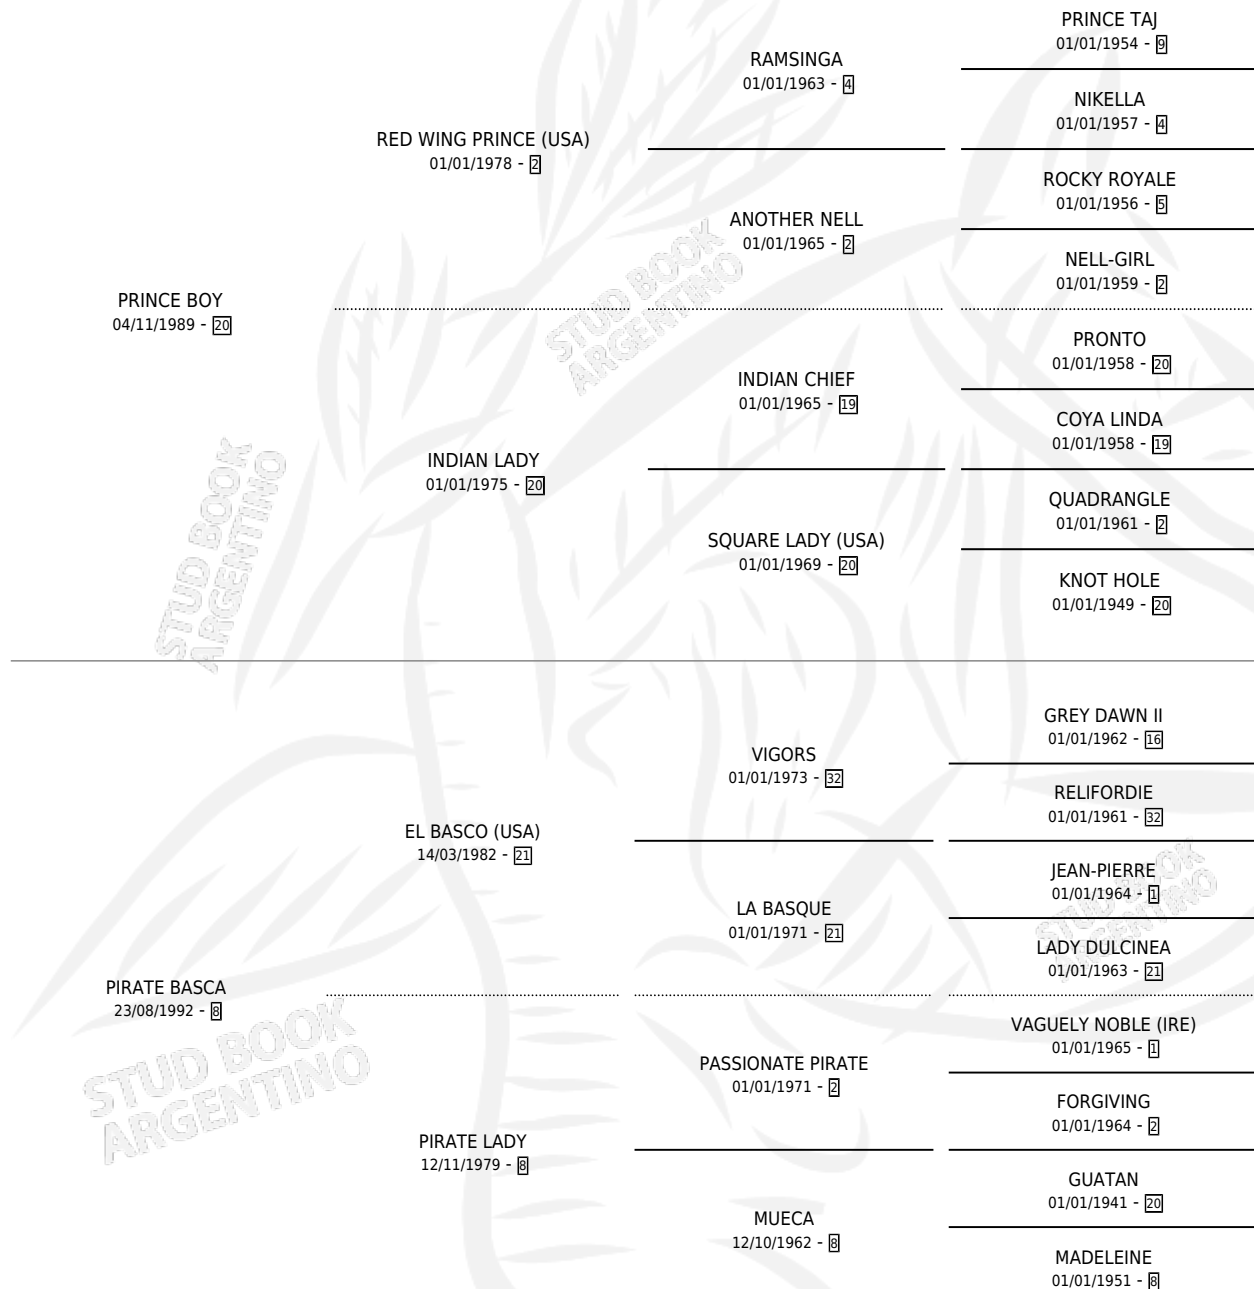 PRINCE TAJ
01/01/1954 - 9
RAMSINGA
01/01/1963 - 4
NIKELLA
01/01/1957 - 4
RED WING PRINCE (USA)
01/01/1978 - 2
ROCKY ROYALE
01/01/1956 - 5
ANOTHER NELL
01/01/1965 - 2
NELL-GIRL
01/01/1959 - 2
PRINCE BOY
04/11/1989 - 20
PRONTO
01/01/1958 - 20
INDIAN CHIEF
01/01/1965 - 19
COYA LINDA
01/01/1958 - 19
INDIAN LADY
01/01/1975 - 20
QUADRANGLE
01/01/1961 - 2
SQUARE LADY (USA)
01/01/1969 - 20
KNOT HOLE
01/01/1949 - 20
GREY DAWN II
01/01/1962 - 16
VIGORS
01/01/1973 - 32
RELIFORDIE
01/01/1961 - 32
EL BASCO (USA)
14/03/1982 - 21
JEAN-PIERRE
01/01/1964 - 1
LA BASQUE
01/01/1971 - 21
LADY DULCINEA
01/01/1963 - 21
PIRATE BASCA
23/08/1992 - 8
VAGUELY NOBLE (IRE)
01/01/1965 - 1
PASSIONATE PIRATE
01/01/1971 - 2
FORGIVING
01/01/1964 - 2
PIRATE LADY
12/11/1979 - 8
GUATAN
01/01/1941 - 20
MUECA
12/10/1962 - 8
MADELEINE
01/01/1951 - 8
STUD BOOK
ARGENTINO
STUD BOOK
ARGENTINO
STUD BOOK
ARGENTINO
STUD BOOK
ARGENTINO